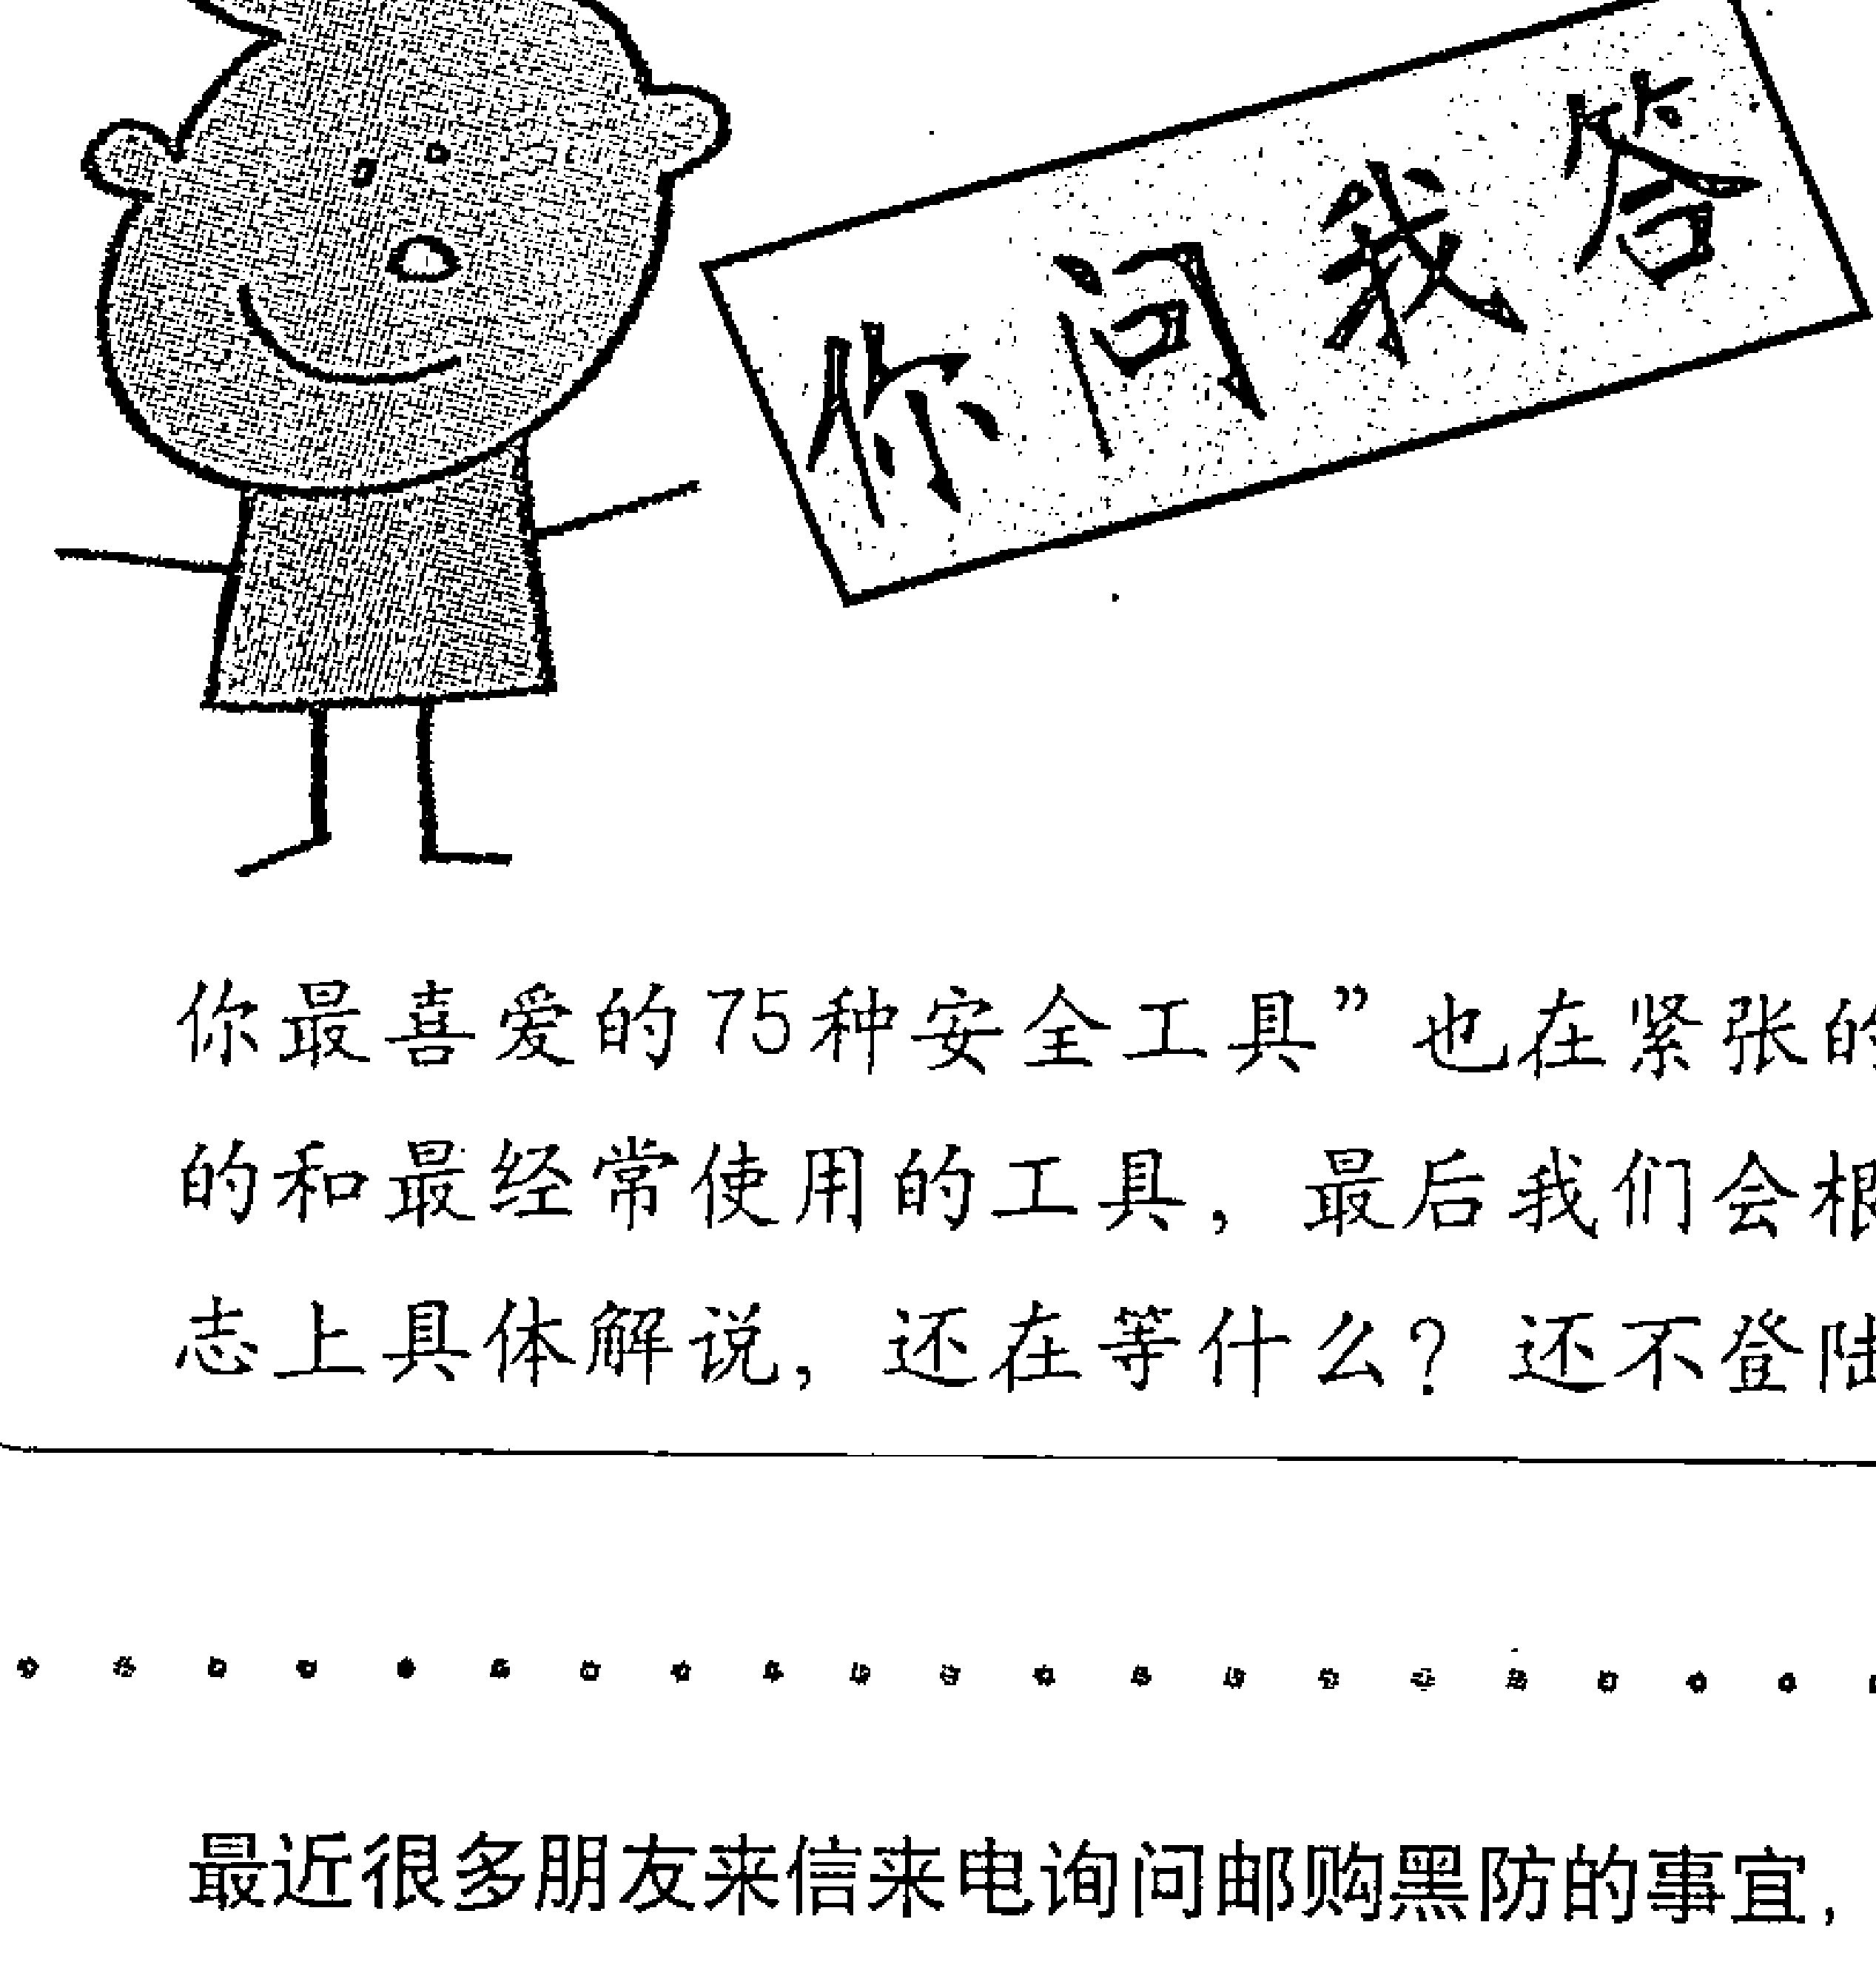 你问我答
你最喜爱的75种安全工具”也在紧张的
的和最经常使用的工具，最后我们会根
志上具体解说，还在等什么？还不登陆
最近很多朋友来信来电询问邮购黑防的事宜，